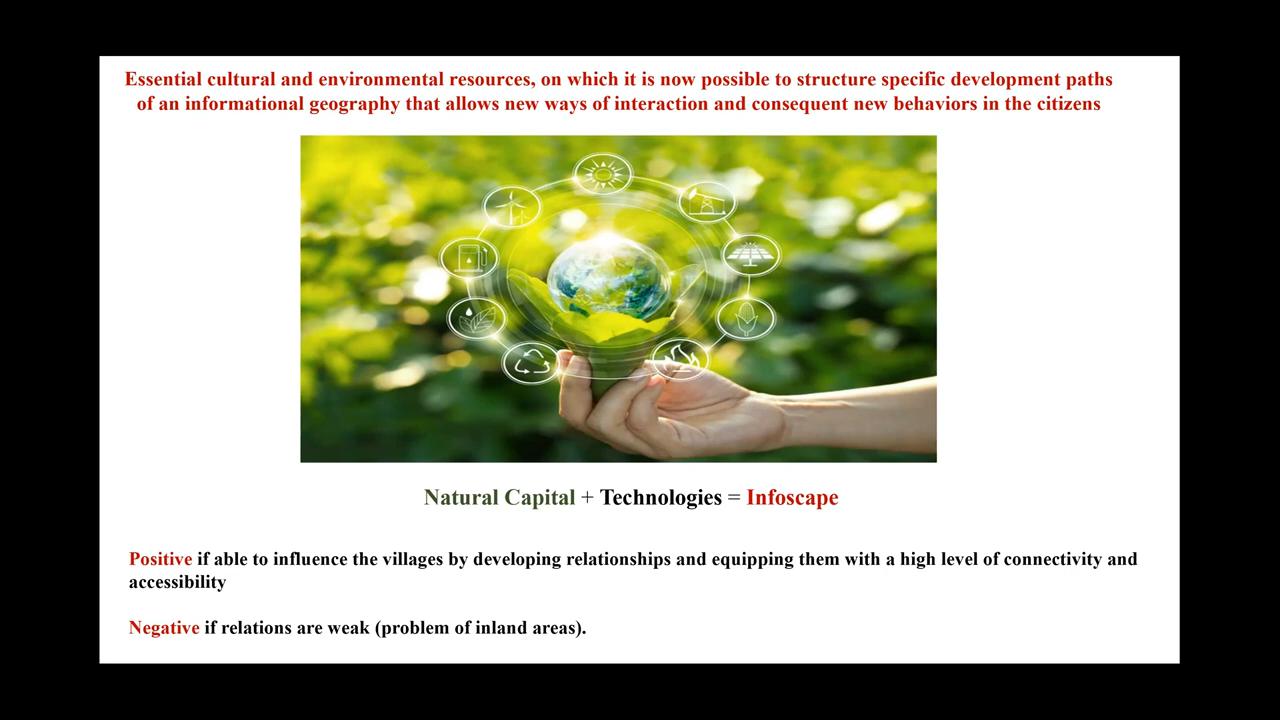 Essential cultural and environmental resources, on which it is now possible to structure specific development paths
of an informational geography that allows new ways of interaction and consequent new behaviors in the citizens
Natural Capital + Technologies = Infoscape
Positive if able to influence the villages by developing relationships and equipping them with a high level of connectivity and
accessibility
Negative if relations are weak (problem of inland areas).